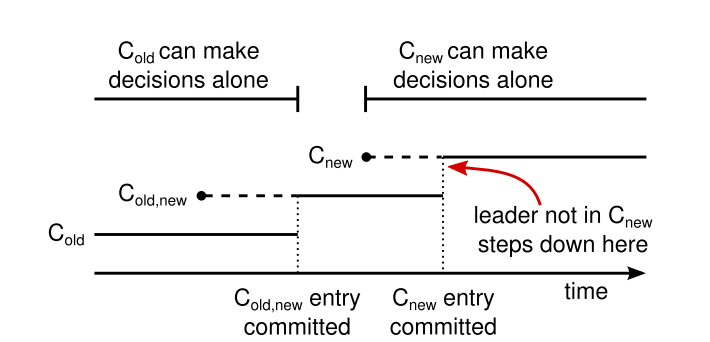 C_old can make
decisions alone
C_new can make
decisions alone
C_new
C_old,new
C_old
leader not in C_new
steps down here
time
C_old,new entry
committed
C_new entry
committed